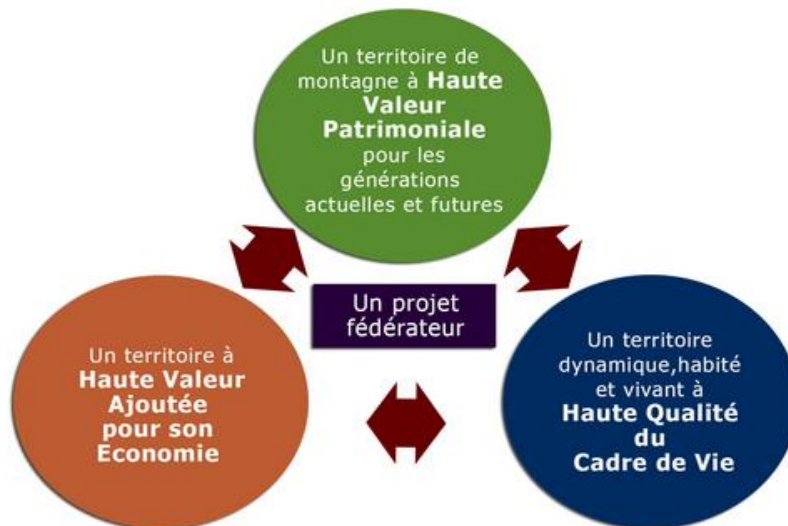 Un territoire de
montagne à Haute
Valeur
Patrimoniale
pour les
générations
actuelles et futures
Un projet
fédérateur
Un territoire à
Haute Valeur
Ajoutée
pour son
Economie
Un territoire
dynamique,habité
et vivant à
Haute Qualité
du
Cadre de Vie